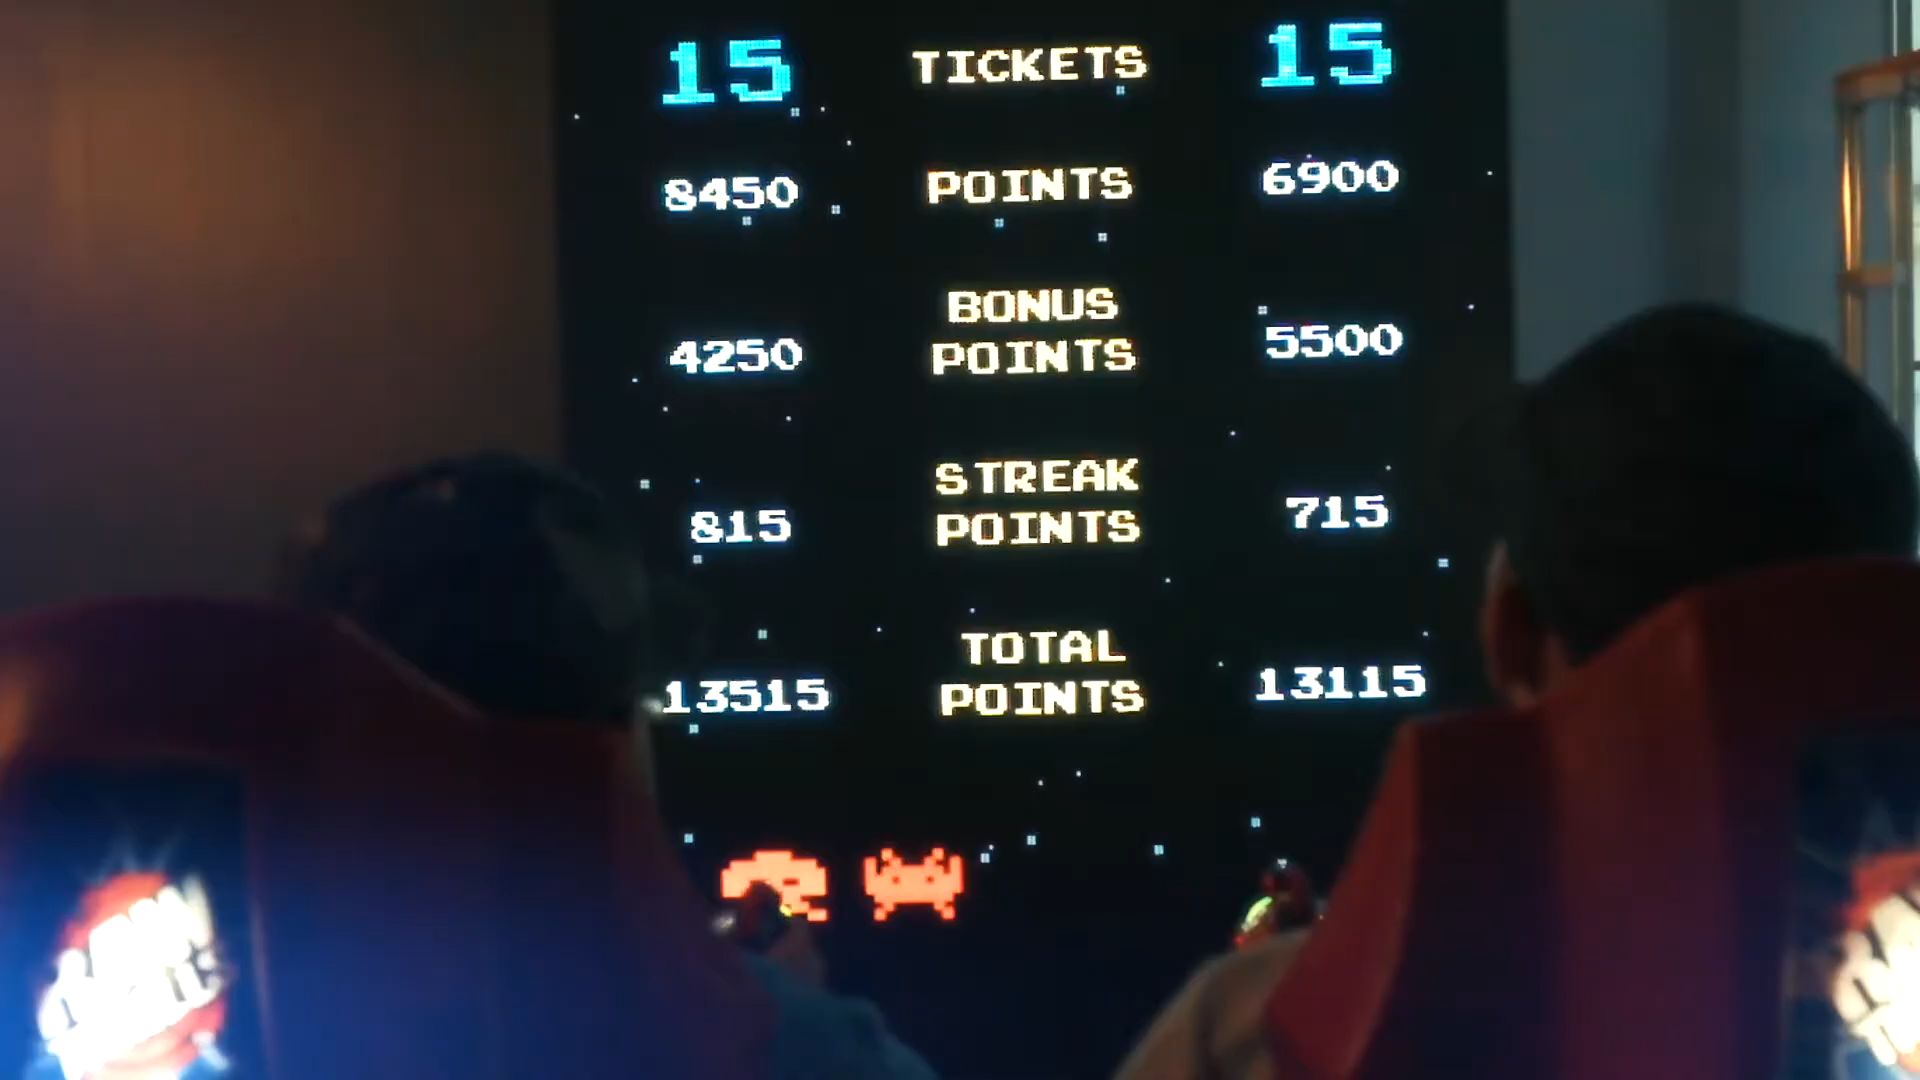 15 TICKETS 15
8450 POINTS 6900
BONUS
4250 POINTS 5500
STREAK
815 POINTS 715
TOTAL
13515 POINTS 13115